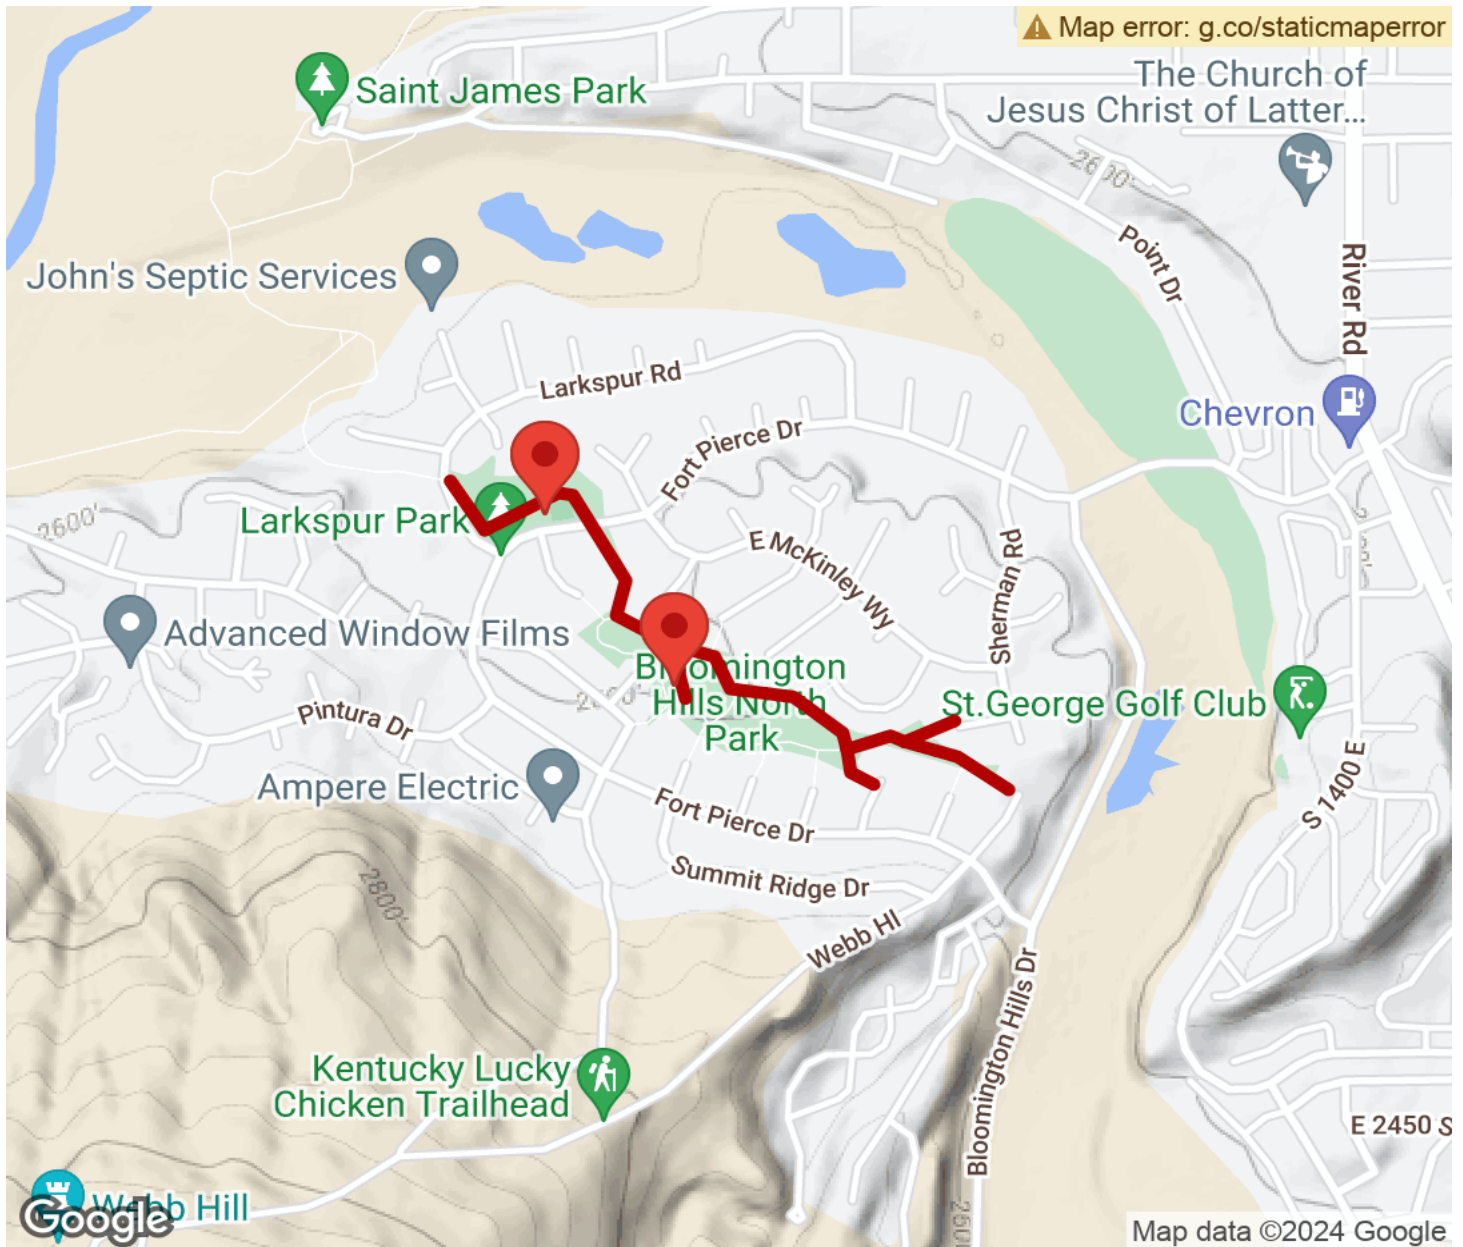 Map error: g.co/staticmaperror
Saint James Park
The Church of
Jesus Christ of Latter...
2600'
Point Dr
River Rd
John's Septic Services
Larkspur Rd
Chevron
Fort Pierce Dr
Larkspur Park
2600'
E McKinley Wy
Sherman Rd
Advanced Window Films
Bloomington
Hills North
Park
St.George Golf Club
Pintura Dr
Ampere Electric
S 1400 E
Fort Pierce Dr
Summit Ridge Dr
2800'
Webb Hl
Bloomington Hills Dr
Kentucky Lucky
Chicken Trailhead
E 2450 S
Webb Hill
Google
Map data ©2024 Google